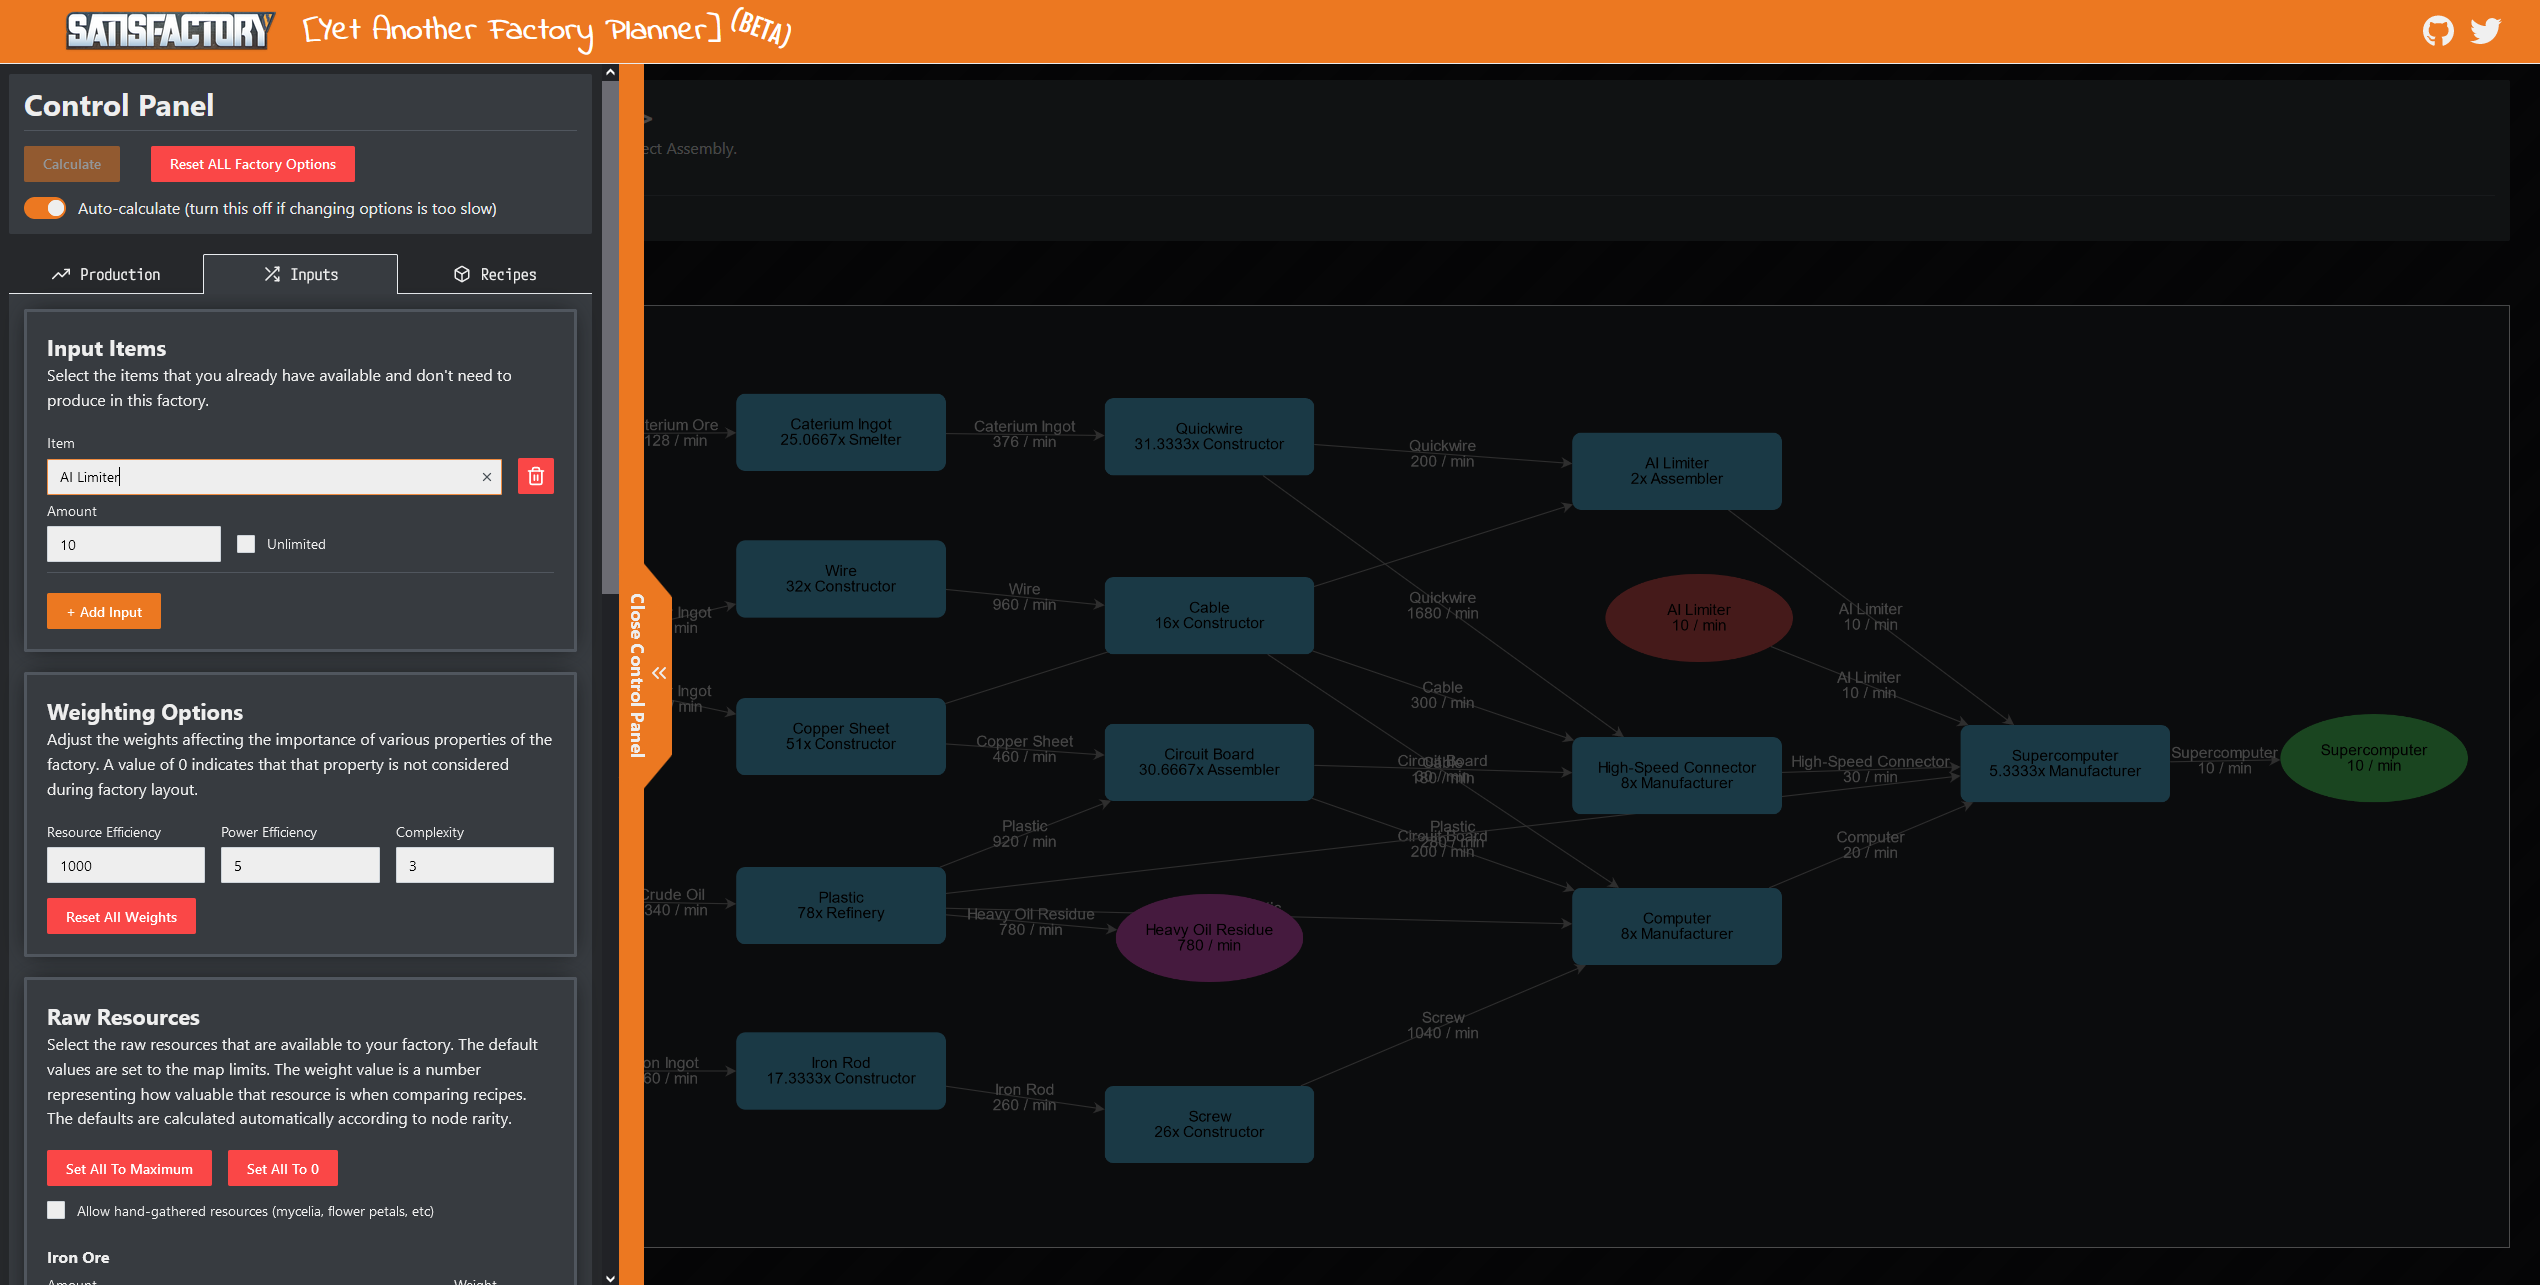 SATISFACTORY [Yet Another Factory Planner] (BETA)
Control Panel
Calculate
Reset ALL Factory Options
Auto-calculate (turn this off if changing options is too slow)
Production
Inputs
Recipes
Input Items
Select the items that you already have available and don't need to
produce in this factory.
Item
AI Limiter
Amount
10
Unlimited
+ Add Input
Weighting Options
Adjust the weights affecting the importance of various properties of the
factory. A value of 0 indicates that that property is not considered
during factory layout.
Resource Efficiency
Power Efficiency
Complexity
1000
5
3
Reset All Weights
Raw Resources
Select the raw resources that are available to your factory. The default
values are set to the map limits. The weight value is a number
representing how valuable that resource is when comparing recipes.
The defaults are calculated automatically according to node rarity.
Set All To Maximum
Set All To 0
Allow hand-gathered resources (mycelia, flower petals, etc)
Iron Ore
Amount
Weight
Close Control Panel
ect Assembly.
terium Ore
128 / min
Caterium Ingot
25.0667x Smelter
Caterium Ingot
376 / min
Quickwire
31.3333x Constructor
Quickwire
200 / min
AI Limiter
2x Assembler
Ingot
min
Wire
32x Constructor
Wire
960 / min
Cable
16x Constructor
Quickwire
1680 / min
AI Limiter
10 / min
AI Limiter
10 / min
AI Limiter
10 / min
Ingot
min
Copper Sheet
51x Constructor
Copper Sheet
460 / min
Circuit Board
30.6667x Assembler
Cable
300 / min
Circuit Board
30 / min
Cable
180 / min
High-Speed Connector
8x Manufacturer
High-Speed Connector
30 / min
Supercomputer
5.3333x Manufacturer
Supercomputer
10 / min
Supercomputer
10 / min
Plastic
920 / min
Plastic
280 / min
Circuit Board
200 / min
Computer
20 / min
Crude Oil
340 / min
Plastic
78x Refinery
Heavy Oil Residue
780 / min
Heavy Oil Residue
780 / min
Computer
8x Manufacturer
on Ingot
60 / min
Iron Rod
17.3333x Constructor
Iron Rod
260 / min
Screw
26x Constructor
Screw
1040 / min